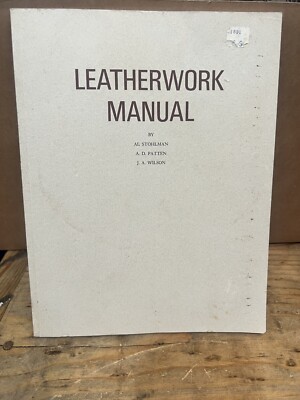 LEATHERWORK
MANUAL
BY
AL STOHLMAN
A. D. PATTEN
J. A. WILSON